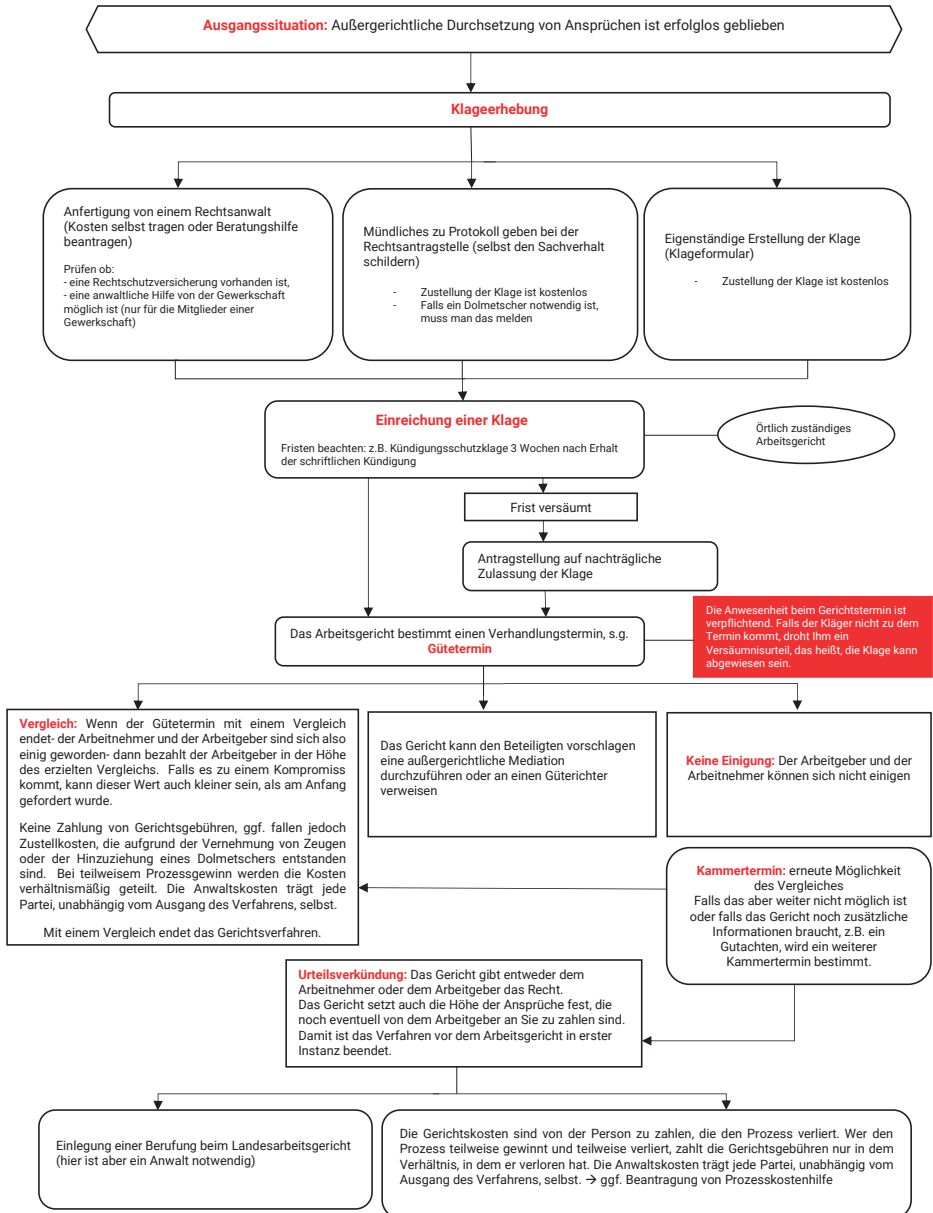 Ausgangssituation: Außergerichtliche Durchsetzung von Ansprüchen ist erfolglos geblieben
Klageerhebung
Anfertigung von einem Rechtsanwalt
(Kosten selbst tragen oder Beratungshilfe
beantragen)
Prüfen ob:
- eine Rechtschutzversicherung vorhanden ist,
- eine anwaltliche Hilfe von der Gewerkschaft
möglich ist (nur für die Mitglieder einer
Gewerkschaft)
Mündliches zu Protokoll geben bei der
Rechtsantragstelle (selbst den Sachverhalt
schildern)
- Zustellung der Klage ist kostenlos
- Falls ein Dolmetscher notwendig ist,
muss man das melden
Eigenständige Erstellung der Klage
(Klageformular)
- Zustellung der Klage ist kostenlos
Einreichung einer Klage
Fristen beachten: z.B. Kündigungsschutzklage 3 Wochen nach Erhalt
der schriftlichen Kündigung
Örtlich zuständiges
Arbeitsgericht
Frist versäumt
Antragstellung auf nachträgliche
Zulassung der Klage
Das Arbeitsgericht bestimmt einen Verhandlungstermin, s.g.
Gütetermin
Die Anwesenheit beim Gerichtstermin ist
verpflichtend. Falls der Kläger nicht zu dem
Termin kommt, droht Ihm ein
Versäumnisurteil, das heißt, die Klage kann
abgewiesen sein.
Vergleich: Wenn der Gütetermin mit einem Vergleich
endet- der Arbeitnehmer und der Arbeitgeber sind sich also
einig geworden- dann bezahlt der Arbeitgeber in der Höhe
des erzielten Vergleichs. Falls es zu einem Kompromiss
kommt, kann dieser Wert auch kleiner sein, als am Anfang
gefordert wurde.
Keine Zahlung von Gerichtsgebühren, ggf. fallen jedoch
Zustellkosten, die aufgrund der Vernehmung von Zeugen
oder der Hinzuziehung eines Dolmetschers entstanden
sind. Bei teilweisem Prozessgewinn werden die Kosten
verhältnismäßig geteilt. Die Anwaltskosten trägt jede
Partei, unabhängig vom Ausgang des Verfahrens, selbst.
Mit einem Vergleich endet das Gerichtsverfahren.
Das Gericht kann den Beteiligten vorschlagen
eine außergerichtliche Mediation
durchzuführen oder an einen Güterichter
verweisen
Keine Einigung: Der Arbeitgeber und der
Arbeitnehmer können sich nicht einigen
Kammertermin: erneute Möglichkeit
des Vergleiches
Falls das aber weiter nicht möglich ist
oder falls das Gericht noch zusätzliche
Informationen braucht, z.B. ein
Gutachten, wird ein weiterer
Kammertermin bestimmt.
Urteilsverkündung: Das Gericht gibt entweder dem
Arbeitnehmer oder dem Arbeitgeber das Recht.
Das Gericht setzt auch die Höhe der Ansprüche fest, die
noch eventuell von dem Arbeitgeber an Sie zu zahlen sind.
Damit ist das Verfahren vor dem Arbeitsgericht in erster
Instanz beendet.
Einlegung einer Berufung beim Landesarbeitsgericht
(hier ist aber ein Anwalt notwendig)
Die Gerichtskosten sind von der Person zu zahlen, die den Prozess verliert. Wer den
Prozess teilweise gewinnt und teilweise verliert, zahlt die Gerichtsgebühren nur in dem
Verhältnis, in dem er verloren hat. Die Anwaltskosten trägt jede Partei, unabhängig vom
Ausgang des Verfahrens, selbst. → ggf. Beantragung von Prozesskostenhilfe